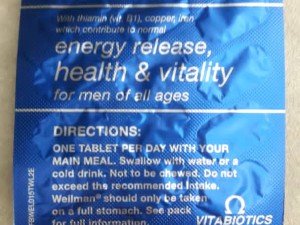 With thiamin (vit. B1), copper, iron
which contribute to normal
energy release,
health & vitality
for men of all ages
DIRECTIONS:
ONE TABLET PER DAY WITH YOUR
MAIN MEAL. Swallow with water or a
cold drink. Not to be chewed. Do not
exceed the recommended intake.
Wellman® should only be taken
on a full stomach. See pack
for full information.
VITABIOTICS
PBWEL015TWL2E